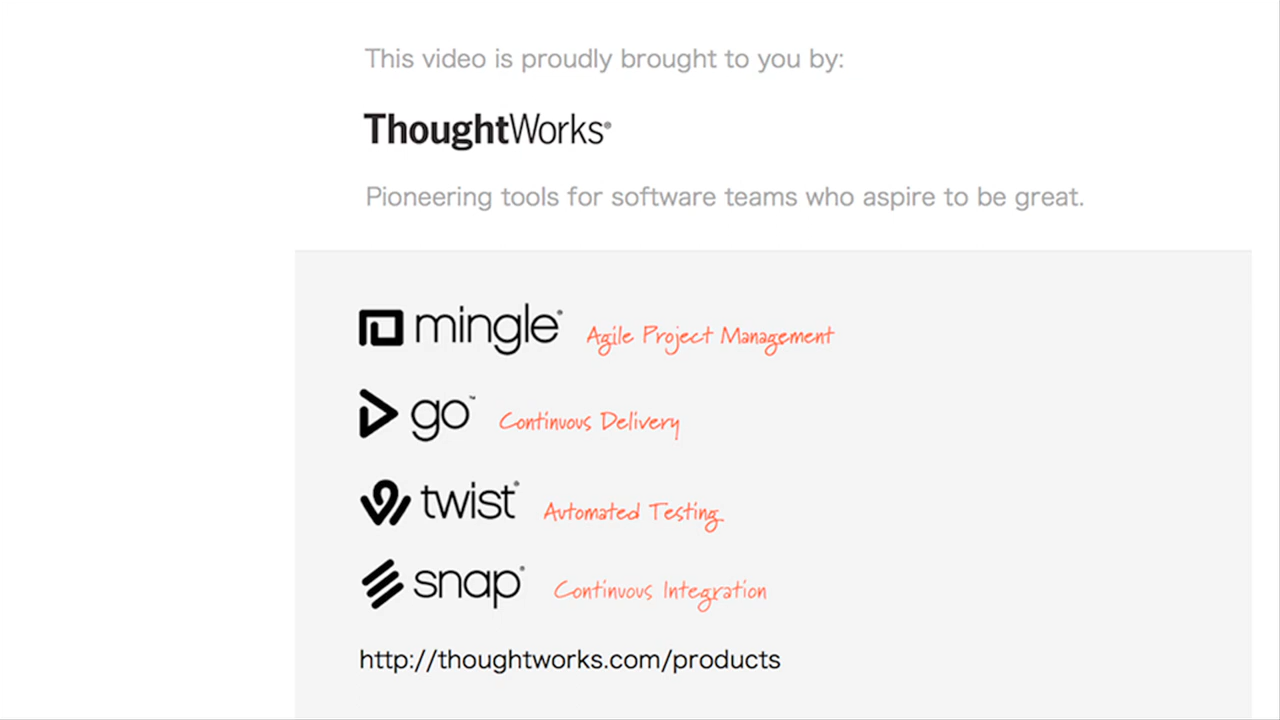 This video is proudly brought to you by:
ThoughtWorks®
Pioneering tools for software teams who aspire to be great.
mingle® Agile Project Management
go™ Continuous Delivery
twist® Automated Testing
snap® Continuous Integration
http://thoughtworks.com/products